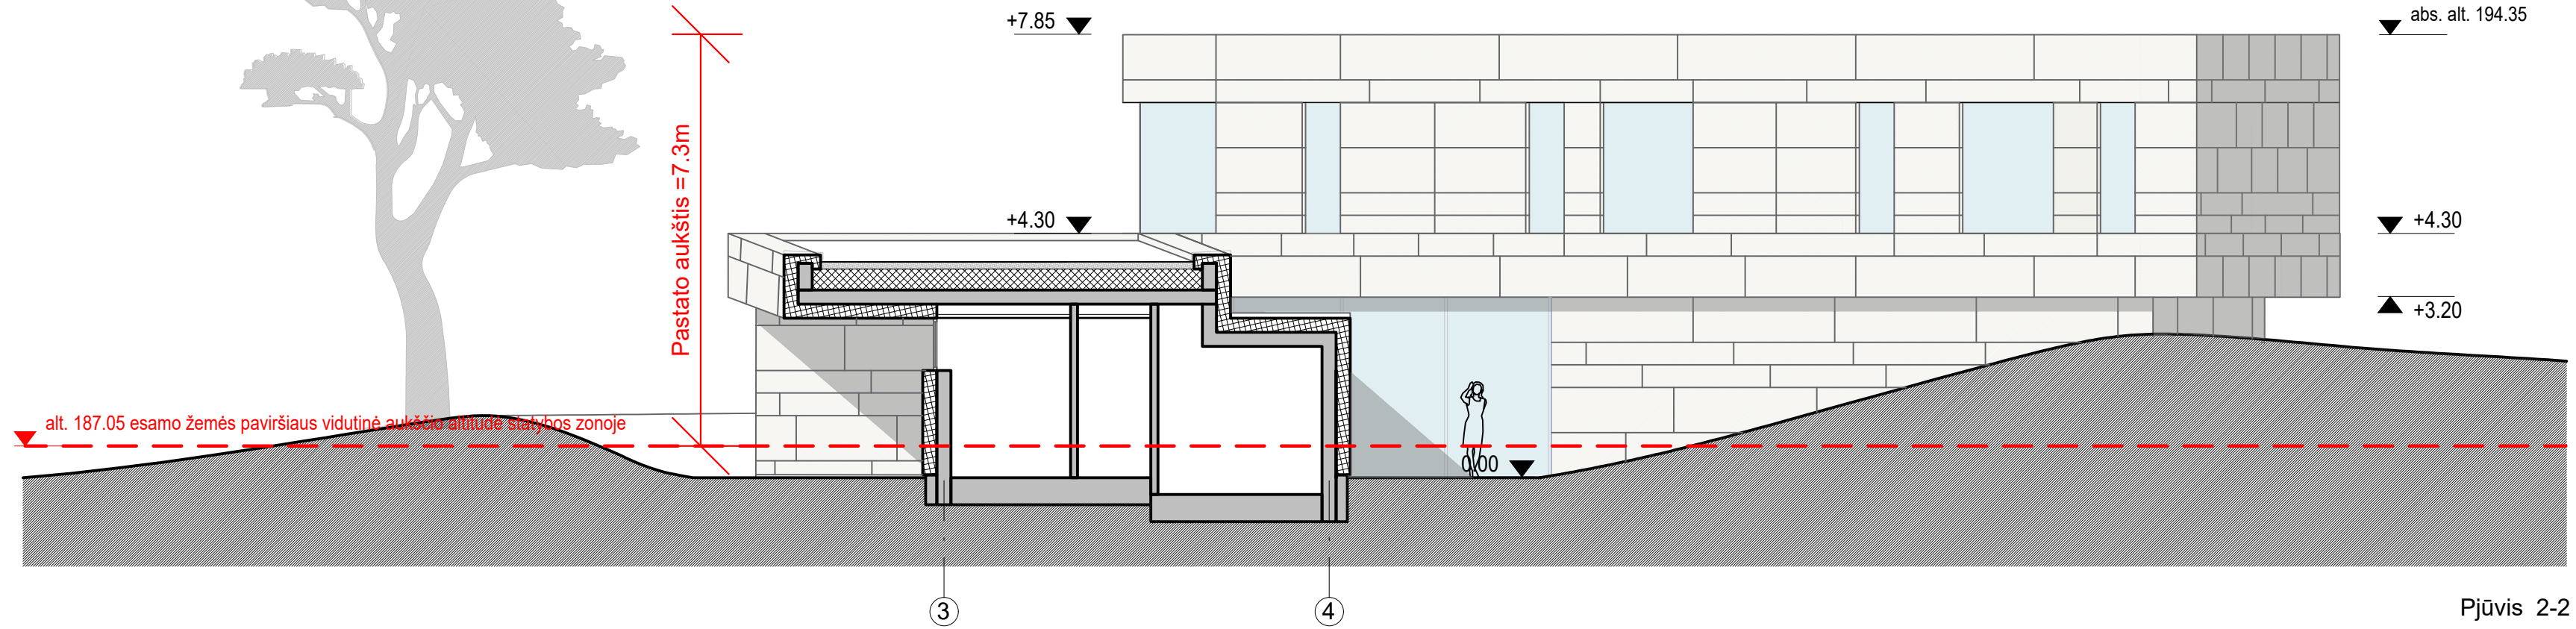 +7.85
abs. alt. 194.35
Pastato aukštis =7.3m
+4.30
+4.30
+3.20
alt. 187.05 esamo žemės paviršiaus vidutinė aukščio altitudė statybos zonoje
0.00
3
4
Pjūvis 2-2